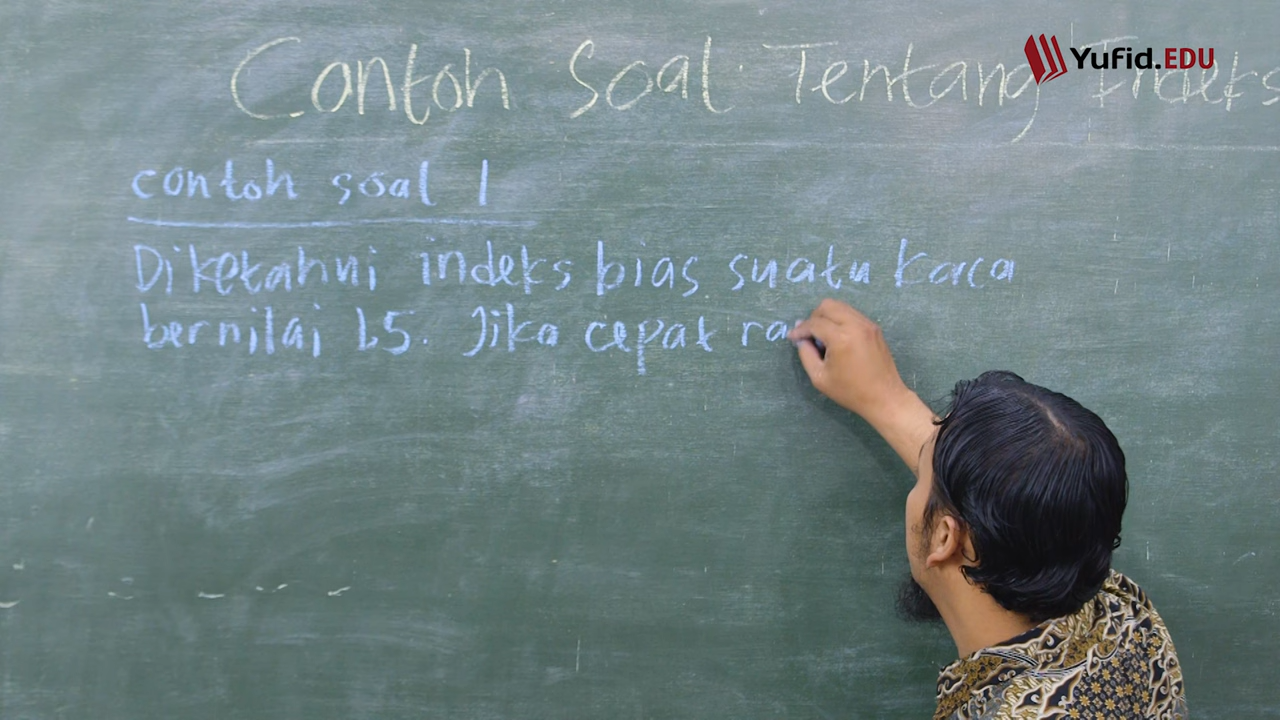 Contoh Soal Tentang Indeks
Yufid.EDU
contoh soal 1
Diketahui indeks bias suatu kaca
bernilai 1,5. Jika cepat ra